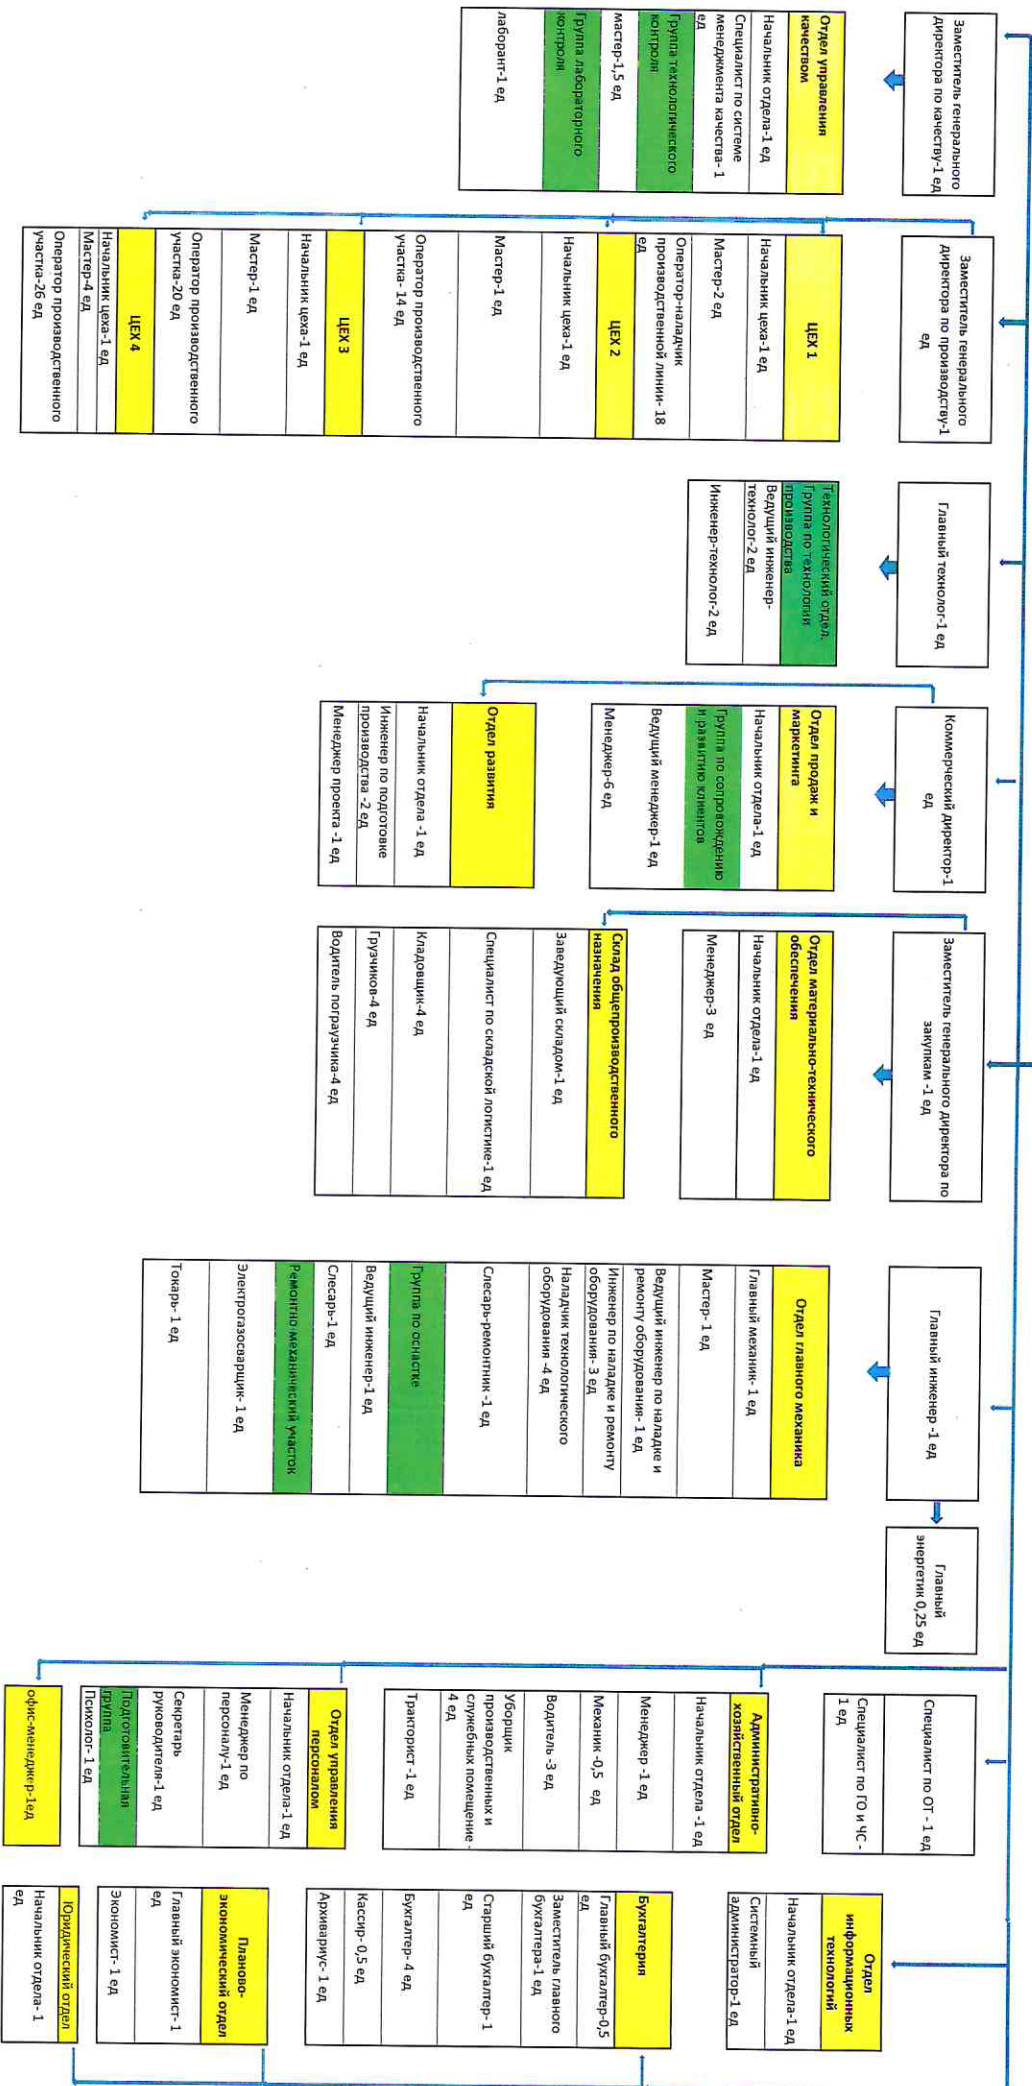 Заместитель генерального
директора по качеству-1 ед
Отдел управления
качеством
Начальник отдела-1 ед
Специалист по системе
менеджмента качества- 1
ед
Группа технологического
контроля
мастер-1,5 ед
Группа лабораторного
контроля
лаборант-1 ед
Заместитель генерального
директора по производству-1
ед
ЦЕХ 1
Начальник цеха-1 ед
Мастер-2 ед
Оператор-наладчик
производственной линии- 18
ед
ЦЕХ 2
Начальник цеха-1 ед
Мастер-1 ед
Оператор производственного
участка- 14 ед
ЦЕХ 3
Начальник цеха-1 ед
Мастер-1 ед
Оператор производственного
участка-20 ед
ЦЕХ 4
Начальник цеха-1 ед
Мастер-4 ед
Оператор производственного
участка-26 ед
Главный технолог-1 ед
Технологический отдел.
Группа по технологии
производства
Ведущий инженер-
технолог-2 ед
Инженер-технолог-2 ед
Коммерческий директор-1
ед
Отдел продаж и
маркетинга
Начальник отдела-1 ед
Группа по сопровождению
и развитию клиентов
Ведущий менеджер-1 ед
Менеджер-6 ед
Отдел развития
Начальник отдела -1 ед
Инженер по подготовке
производства -2 ед
Менеджер проекта -1 ед
Заместитель генерального директора по
закупкам -1 ед
Отдел материально-технического
обеспечения
Начальник отдела-1 ед
Менеджер-3 ед
Склад общепроизводственного
назначения
Заведующий складом-1 ед
Специалист по складской логистике-1 ед
Кладовщик-4 ед
Грузчиков-4 ед
Водитель пограузчика-4 ед
Главный инженер -1 ед
Отдел главного механика
Главный механик- 1 ед
Мастер- 1 ед
Ведущий инженер по наладке и
ремонту оборудования- 1 ед
Инженер по наладке и ремонту
оборудования- 3 ед
Наладчик технологического
оборудования -4 ед
Слесарь-ремонтник -1 ед
Группа по оснастке
Ведущий инженер-1 ед
Слесарь-1 ед
Ремонтно-механический участок
Электрогазосварщик- 1 ед
Токарь- 1 ед
Главный
энергетик 0,25 ед
Специалист по ОТ - 1 ед
Специалист по ГО и ЧС -
1 ед
Административно-
хозяйственный отдел
Начальник отдела -1 ед
Менеджер -1 ед
Механик -0,5 ед
Водитель -3 ед
Уборщик
производственных и
служебных помещение -
4 ед
Тракторист -1 ед
Отдел управления
персоналом
Начальник отдела-1 ед
Менеджер по
персоналу-1 ед
Секретарь
руководителя-1 ед
Подготовительная
группа
Психолог- 1 ед
офис-менеджер-1ед
Отдел
информационных
технологий
Начальник отдела-1 ед
Системный
администратор-1 ед
Бухгалтерия
Главный бухгалтер-0,5
ед
Заместитель главного
бухгалтера-1 ед
Старший бухгалтер- 1
ед
Бухгалтер- 4 ед
Кассир- 0,5 ед
Архивариус- 1 ед
Планово-
экономический отдел
Главный экономист- 1
ед
Экономист- 1 ед
Юридический отдел
Начальник отдела- 1
ед